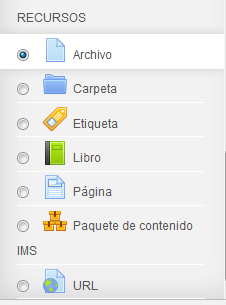 RECURSOS
Archivo
Carpeta
Etiqueta
Libro
Página
Paquete de contenido
IMS
URL